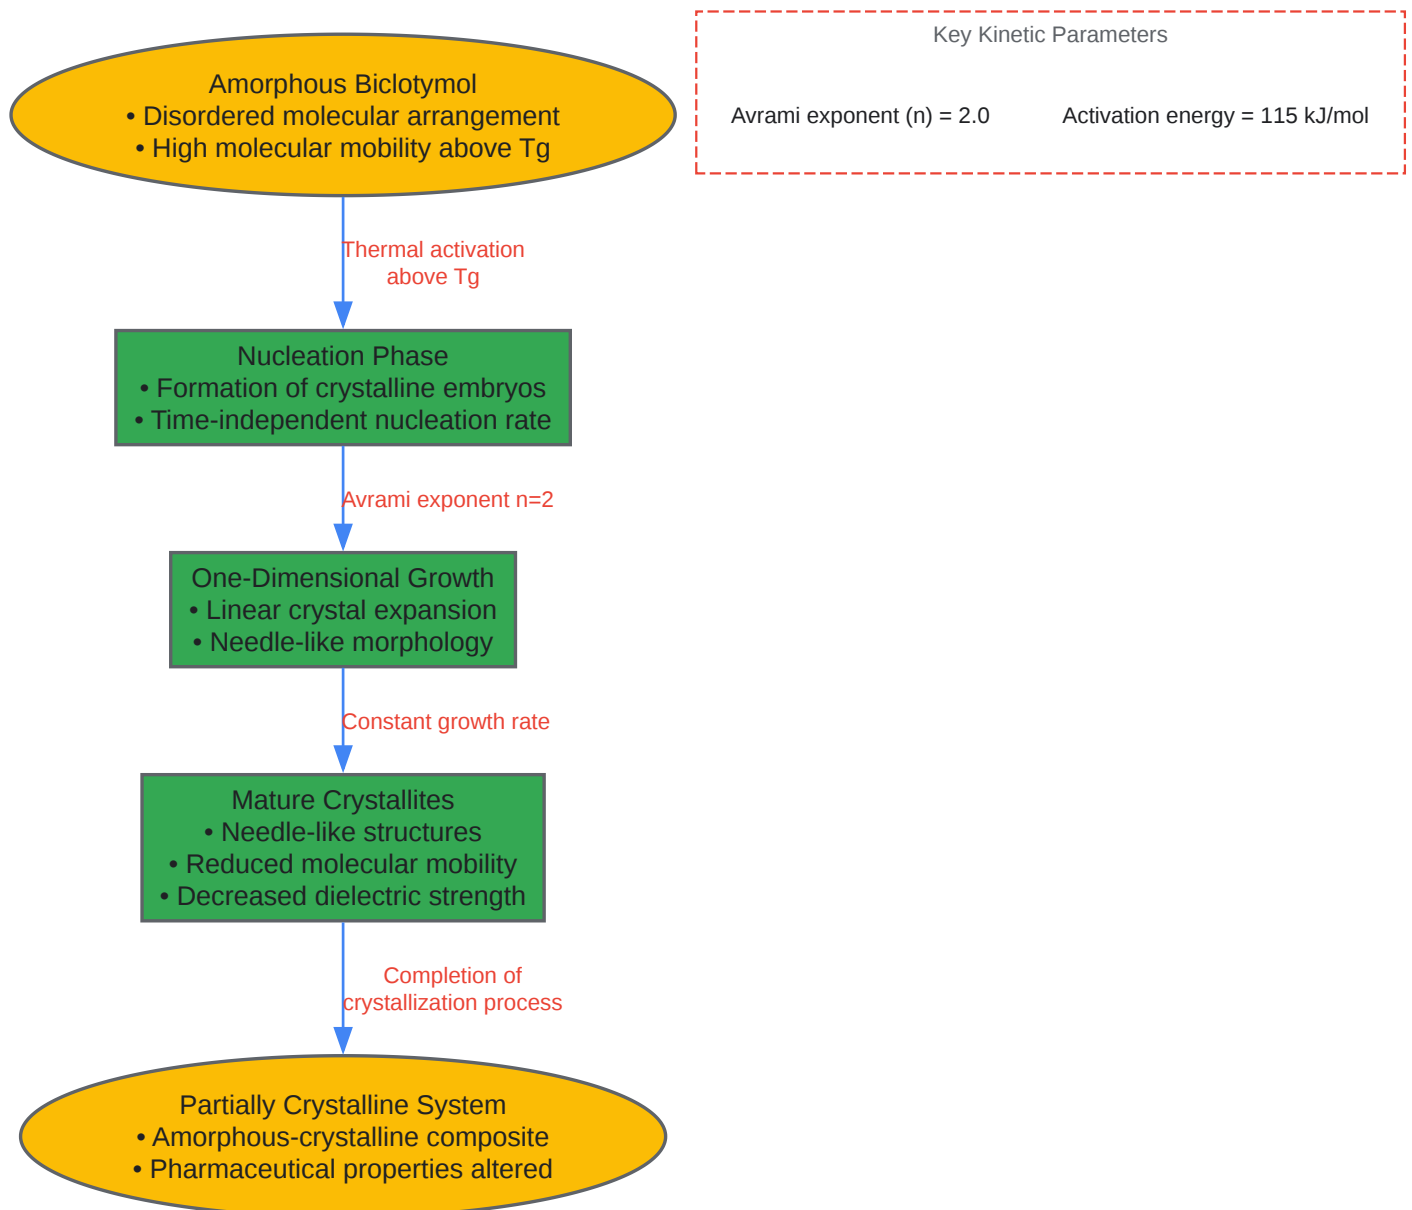 Amorphous Biclotymol
• Disordered molecular arrangement
• High molecular mobility above Tg
Key Kinetic Parameters
Avrami exponent (n) = 2.0
Activation energy = 115 kJ/mol
Thermal activation
above Tg
Nucleation Phase
• Formation of crystalline embryos
• Time-independent nucleation rate
Avrami exponent n=2
One-Dimensional Growth
• Linear crystal expansion
• Needle-like morphology
Constant growth rate
Mature Crystallites
• Needle-like structures
• Reduced molecular mobility
• Decreased dielectric strength
Completion of
crystallization process
Partially Crystalline System
• Amorphous-crystalline composite
• Pharmaceutical properties altered